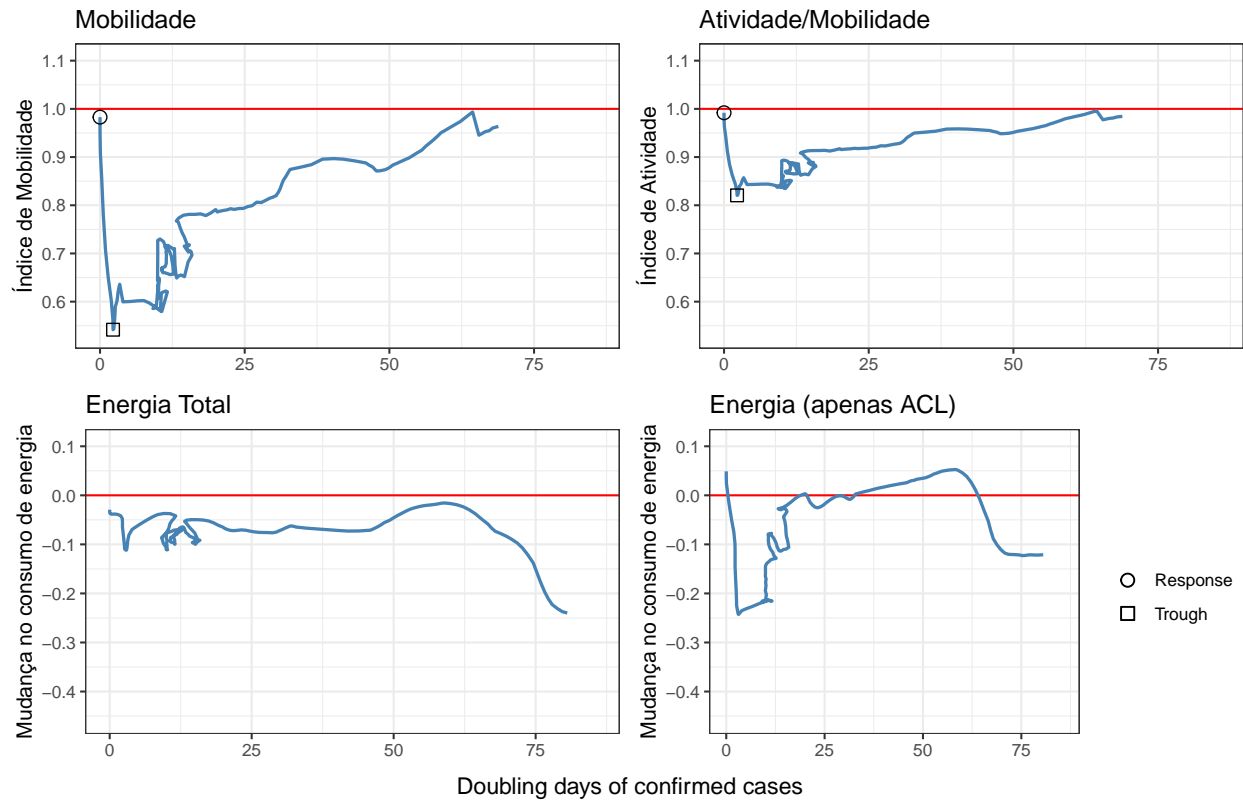 Mobilidade
Índice de Mobilidade
1.1
1.0
0.9
0.8
0.7
0.6
0 25 50 75
Atividade/Mobilidade
Índice de Atividade
1.1
1.0
0.9
0.8
0.7
0.6
0 25 50 75
Energia Total
Mudança no consumo de energia
0.1
0.0
−0.1
−0.2
−0.3
−0.4
0 25 50 75
Energia (apenas ACL)
Mudança no consumo de energia
0.1
0.0
−0.1
−0.2
−0.3
−0.4
0 25 50 75
Response
Trough
Doubling days of confirmed cases